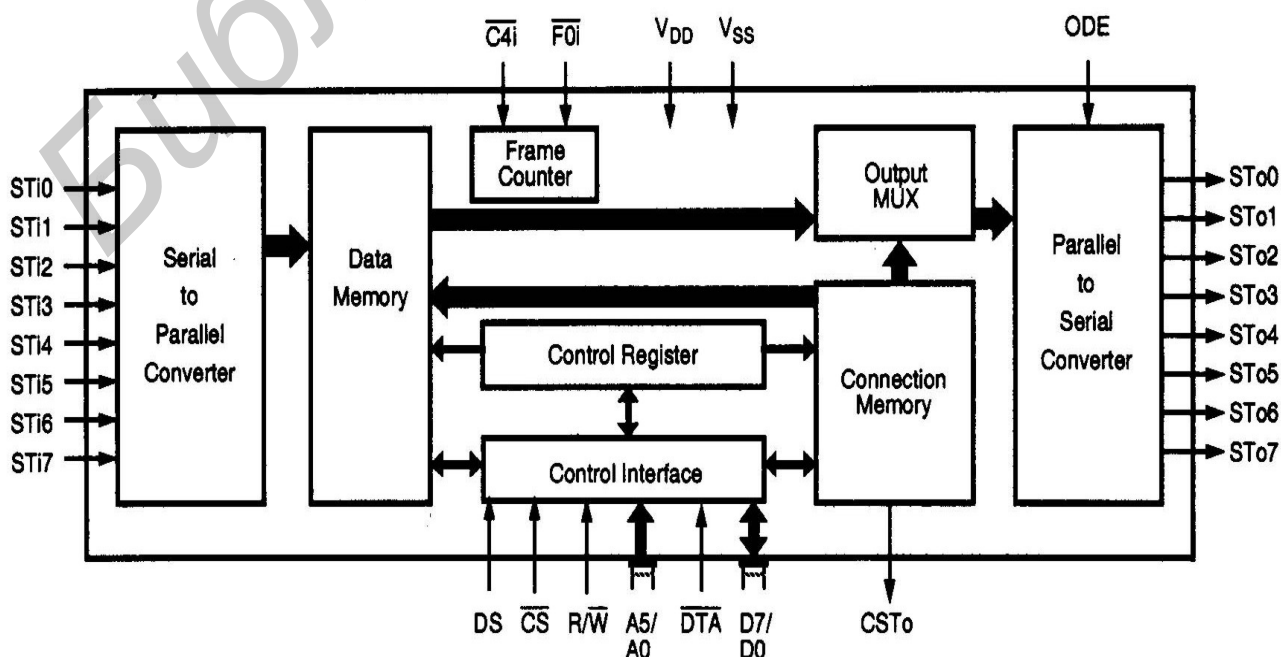 Библ
C4i F0i VDD VSS ODE
Frame
Counter
Output
MUX
Serial
to
Parallel
Converter
Data
Memory
Parallel
to
Serial
Converter
STi0
STi1
STi2
STi3
STi4
STi5
STi6
STi7
STo0
STo1
STo2
STo3
STo4
STo5
STo6
STo7
Control Register
Connection
Memory
Control Interface
DS CS R/W A5/ DTA D7/ CSTo
A0 D0